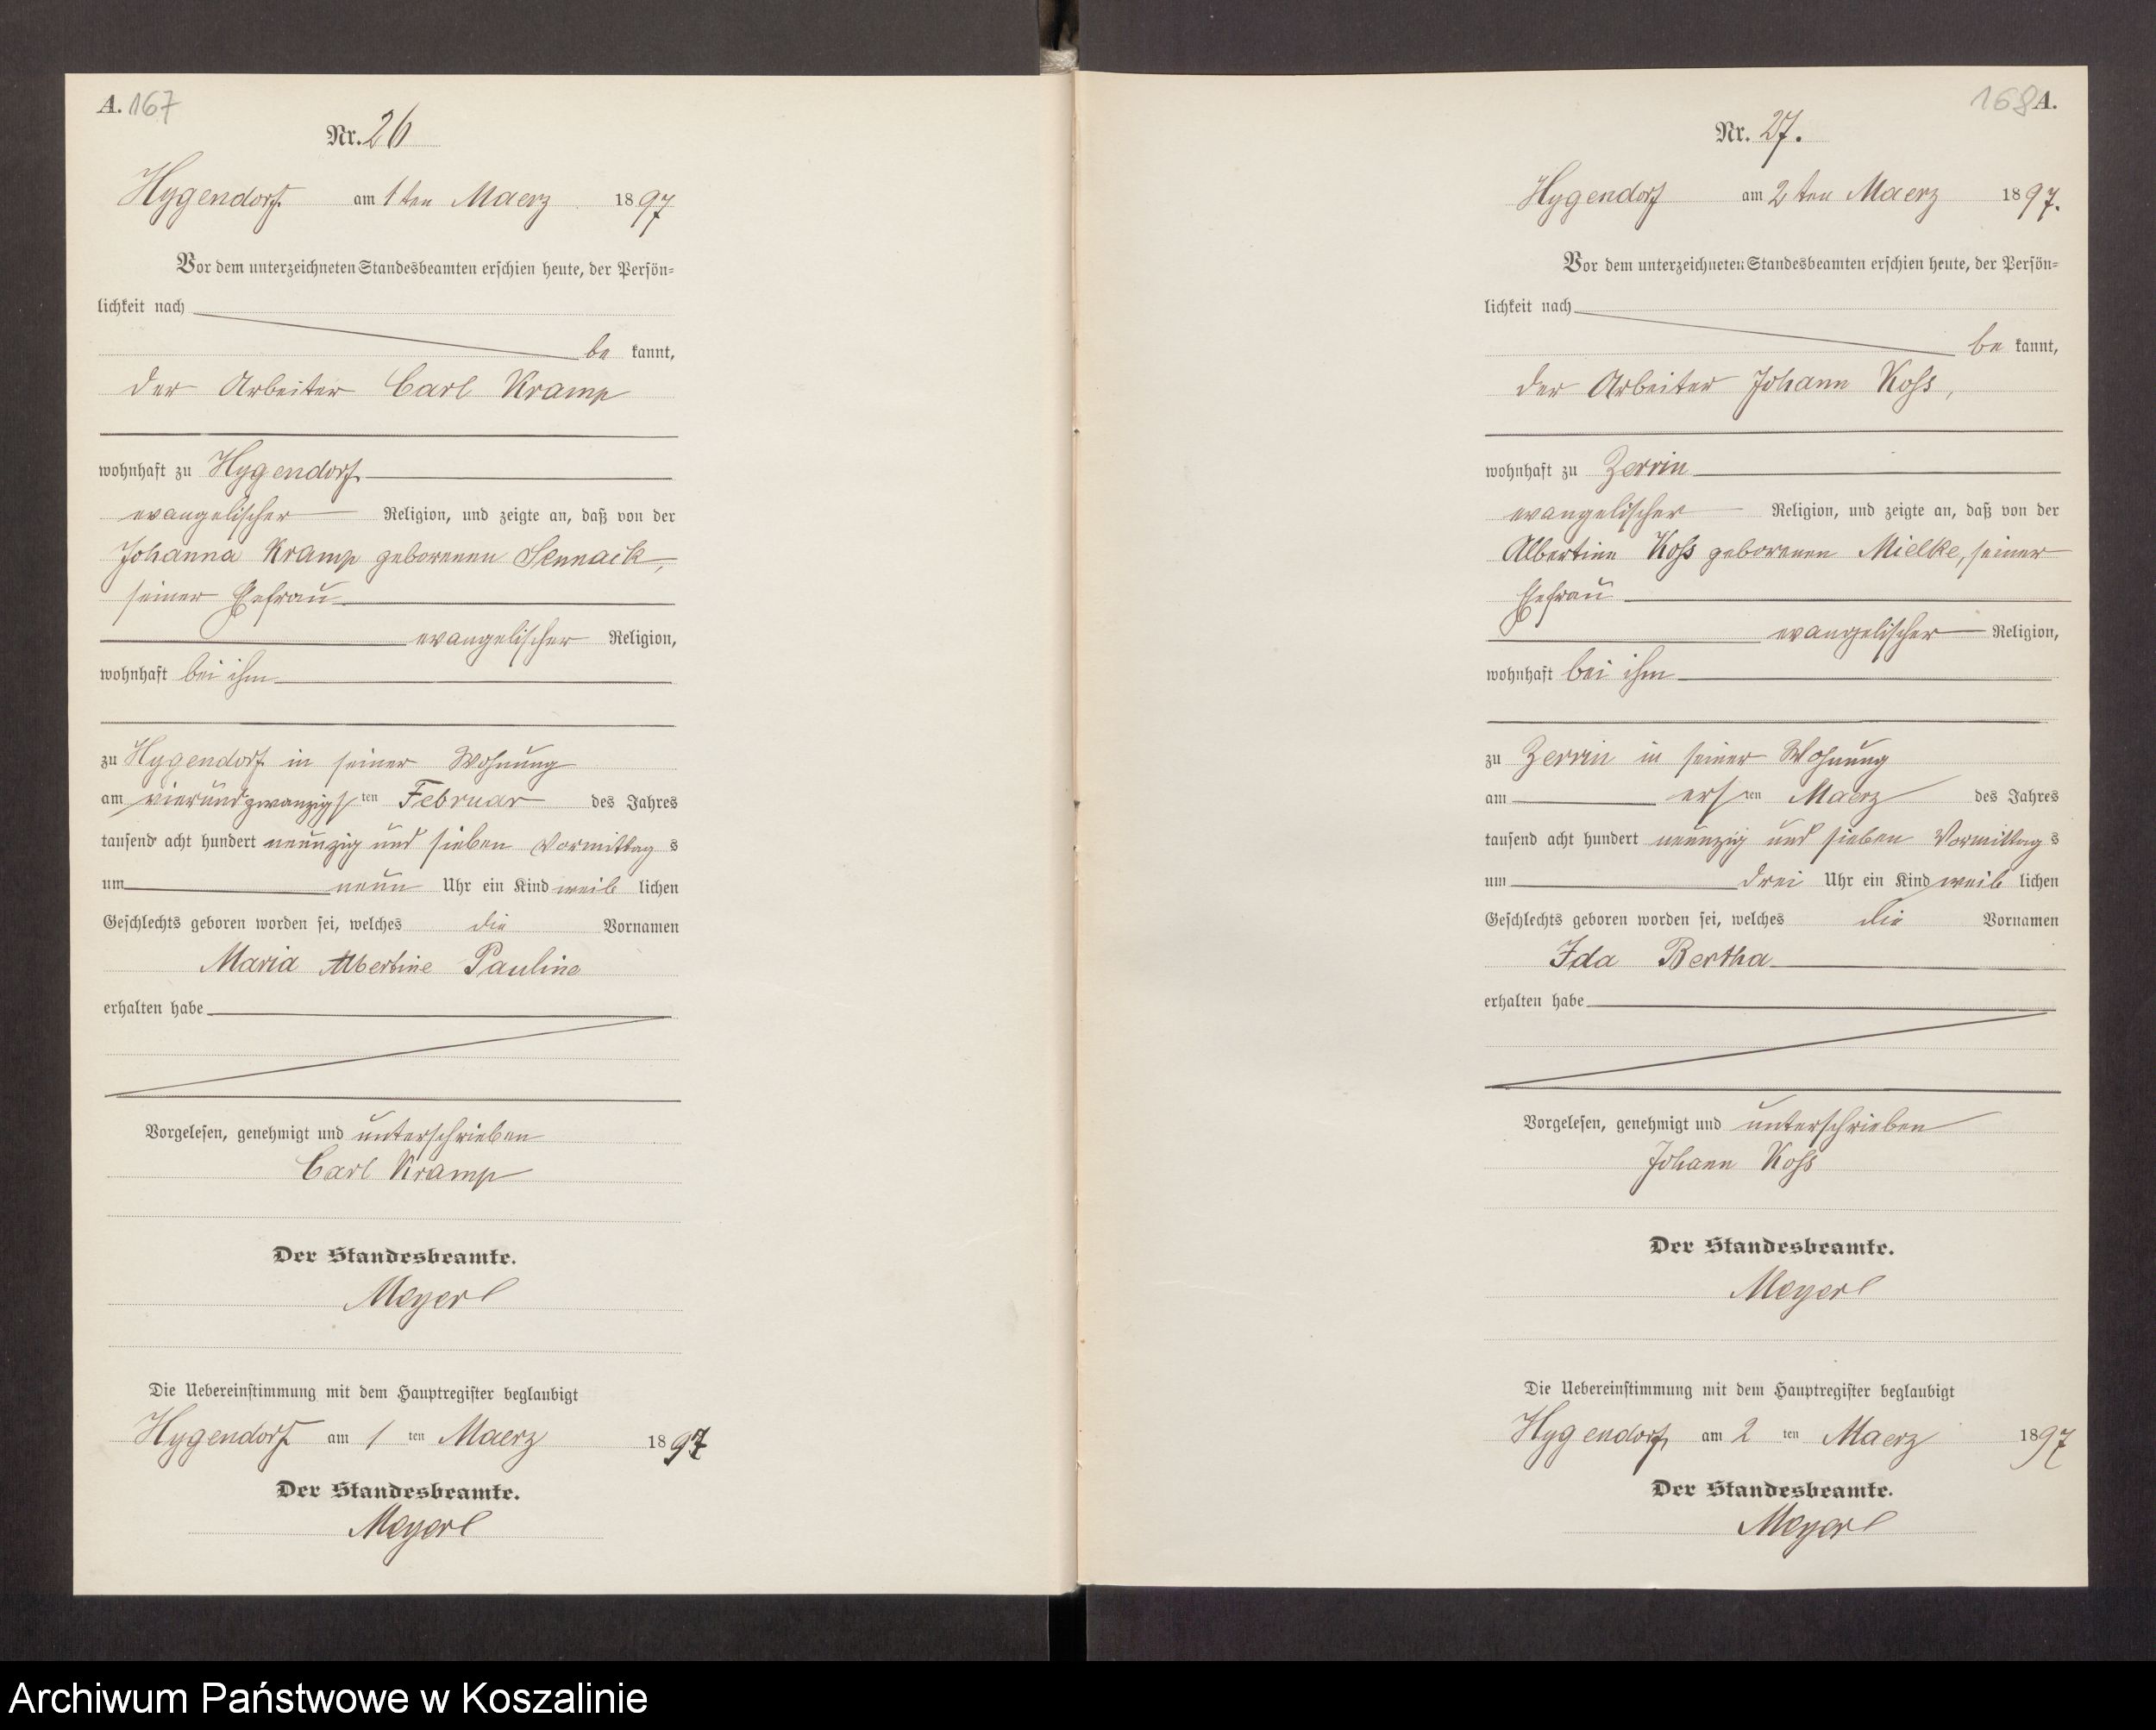 A. 167
Nr. 26
Hygendorf am 1ten Maerz 1897
Vor dem unterzeichneten Standesbeamten erschien heute, der Persön-
lichkeit nach
be kannt,
der Arbeiter Carl Kramp
wohnhaft zu Hygendorf
evangelischer Religion, und zeigte an, daß von der
Johanna Kramp geborenen Sennack,
seiner Ehefrau
evangelischer Religion,
wohnhaft bei ihm
zu Hygendorf in seiner Wohnung
am vierundzwanzigsten Februar des Jahres
tausend acht hundert neunzig und sieben Vormittags
um neun Uhr ein Kind weiblichen
Geschlechts geboren worden sei, welches die Vornamen
Maria Albertine Pauline
erhalten habe
Vorgelesen, genehmigt und unterschrieben
Carl Kramp
Der Standesbeamte.
Meyerl
Die Uebereinstimmung mit dem Hauptregister beglaubigt
Hygendorf am 1 ten Maerz 1897
Der Standesbeamte.
Meyerl
168 A.
Nr. 27.
Hygendorf am 2ten Maerz 1897.
Vor dem unterzeichneten Standesbeamten erschien heute, der Persön-
lichkeit nach
be kannt,
der Arbeiter Johann Koss,
wohnhaft zu Zerrin
evangelischer Religion, und zeigte an, daß von der
Albertine Koss geborenen Mielke, seiner
Ehefrau
evangelischer Religion,
wohnhaft bei ihm
zu Zerrin in seiner Wohnung
am ersten Maerz des Jahres
tausend acht hundert neunzig und sieben Vormittags
um drei Uhr ein Kind weiblichen
Geschlechts geboren worden sei, welches die Vornamen
Ida Bertha
erhalten habe
Vorgelesen, genehmigt und unterschrieben
Johann Koss
Der Standesbeamte.
Meyerl
Die Uebereinstimmung mit dem Hauptregister beglaubigt
Hygendorf am 2 ten Maerz 1897
Der Standesbeamte.
Meyerl
Archiwum Państwowe w Koszalinie